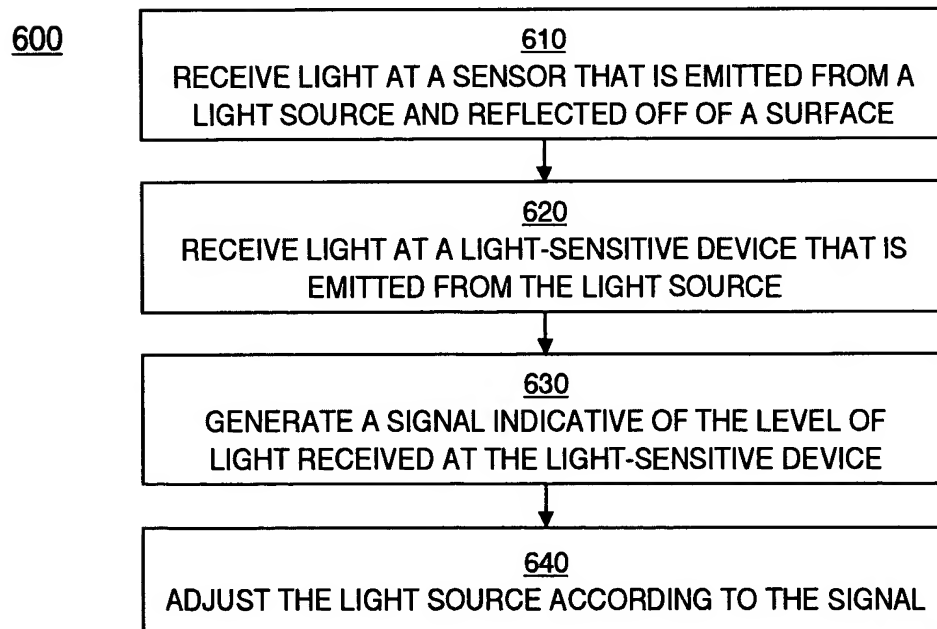 600
610
RECEIVE LIGHT AT A SENSOR THAT IS EMITTED FROM A
LIGHT SOURCE AND REFLECTED OFF OF A SURFACE
620
RECEIVE LIGHT AT A LIGHT-SENSITIVE DEVICE THAT IS
EMITTED FROM THE LIGHT SOURCE
630
GENERATE A SIGNAL INDICATIVE OF THE LEVEL OF
LIGHT RECEIVED AT THE LIGHT-SENSITIVE DEVICE
640
ADJUST THE LIGHT SOURCE ACCORDING TO THE SIGNAL